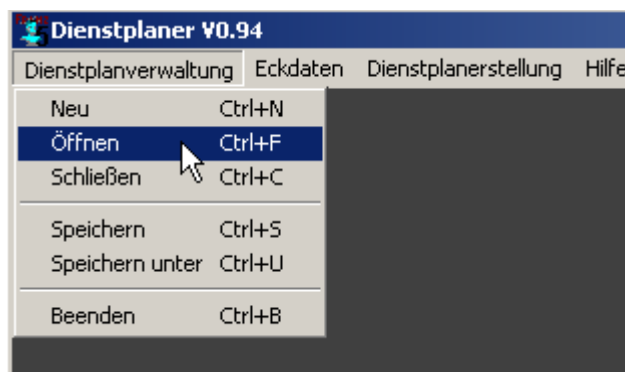 Dienstplaner V0.94
Dienstplanverwaltung Eckdaten Dienstplanerstellung Hilfe
Neu Ctrl+N
Öffnen Ctrl+F
Schließen Ctrl+C
Speichern Ctrl+S
Speichern unter Ctrl+U
Beenden Ctrl+B